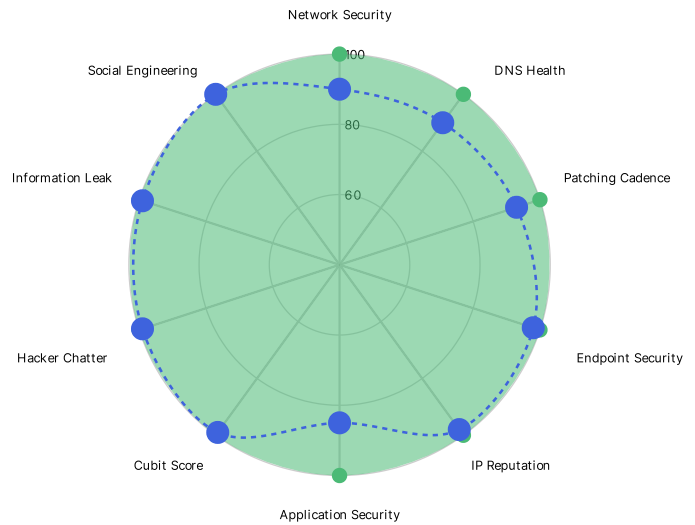 Network Security
100
Social Engineering
DNS Health
80
Information Leak
Patching Cadence
60
Hacker Chatter
Endpoint Security
Cubit Score
IP Reputation
Application Security